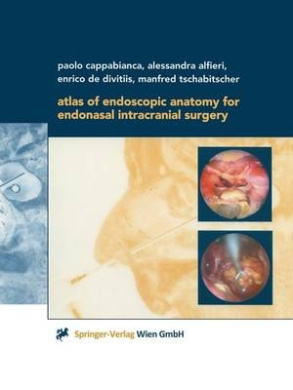 paolo cappabianca, alessandra alfieri,
enrico de divitiis, manfred tschabitscher
atlas of endoscopic anatomy for
endonasal intracranial surgery
Springer-Verlag Wien GmbH